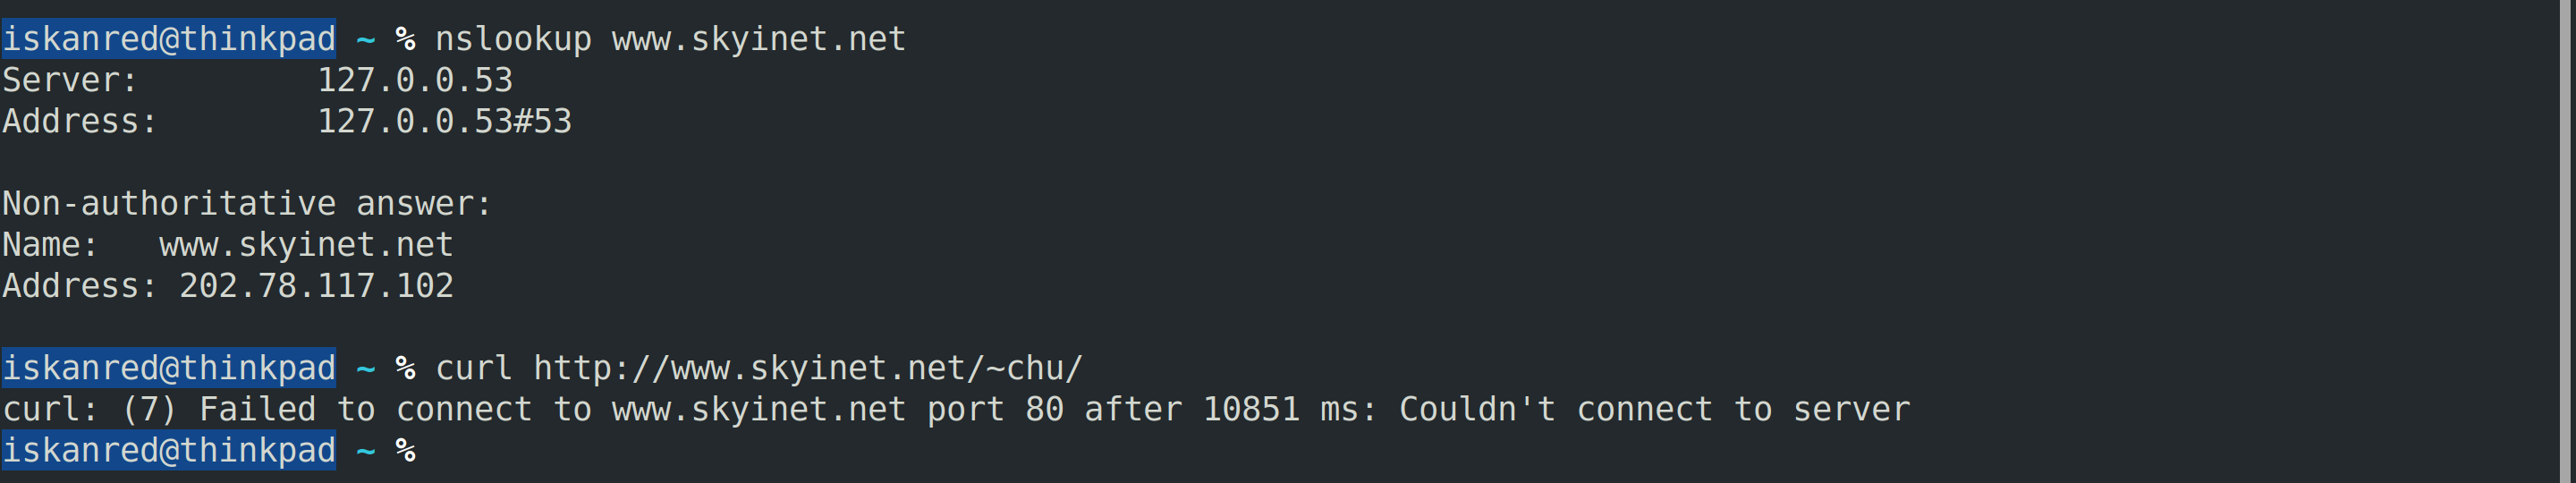 iskanred@thinkpad ~ % nslookup www.skyinet.net
Server:         127.0.0.53
Address:        127.0.0.53#53
Non-authoritative answer:
Name:   www.skyinet.net
Address: 202.78.117.102
iskanred@thinkpad ~ % curl http://www.skyinet.net/~chu/
curl: (7) Failed to connect to www.skyinet.net port 80 after 10851 ms: Couldn't connect to server
iskanred@thinkpad ~ %